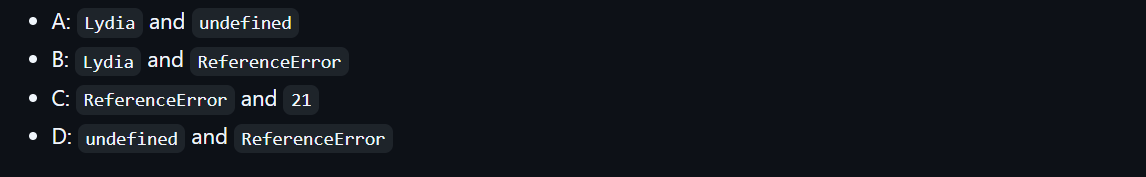 A: Lydia and undefined
B: Lydia and ReferenceError
C: ReferenceError and 21
D: undefined and ReferenceError